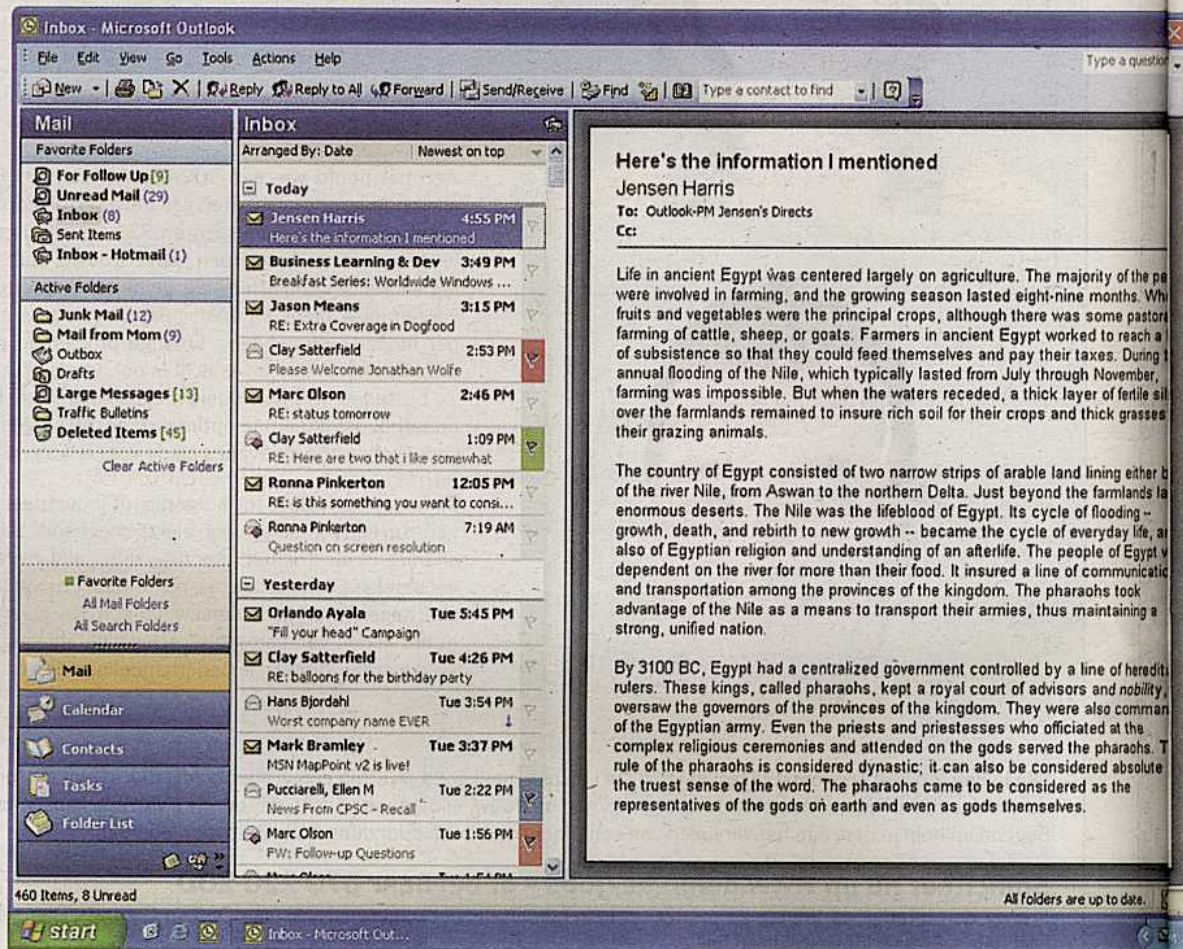 Inbox - Microsoft Outlook
File Edit View Go Tools Actions Help
Type a question
New Reply Reply to All Forward Send/Receive Find Type a contact to find
Mail
Favorite Folders
For Follow Up [9]
Unread Mail (29)
Inbox (8)
Sent Items
Inbox - Hotmail (1)
Active Folders
Junk Mail (12)
Mail from Mom (9)
Outbox
Drafts
Large Messages [13]
Traffic Bulletins
Deleted Items [45]
Clear Active Folders
Favorite Folders
All Mail Folders
All Search Folders
Mail
Calendar
Contacts
Tasks
Folder List
Inbox
Arranged By: Date Newest on top
Today
Jensen Harris 4:55 PM
Here's the information I mentioned
Business Learning & Dev 3:49 PM
Breakfast Series: Worldwide Windows ...
Jason Means 3:15 PM
RE: Extra Coverage in Dogfood
Clay Satterfield 2:53 PM
Please Welcome Jonathan Wolfe
Marc Olson 2:46 PM
RE: status tomorrow
Clay Satterfield 1:09 PM
RE: Here are two that i like somewhat
Ronna Pinkerton 12:05 PM
RE: is this something you want to consi...
Ronna Pinkerton 7:19 AM
Question on screen resolution
Yesterday
Orlando Ayala Tue 5:45 PM
"Fill your head" Campaign
Clay Satterfield Tue 4:26 PM
RE: balloons for the birthday party
Hans Bjordahl Tue 3:54 PM
Worst company name EVER
Mark Bramley Tue 3:37 PM
MSN MapPoint v2 is live!
Pucciarelli, Ellen M Tue 2:22 PM
News From CPSC - Recall
Marc Olson Tue 1:56 PM
FW: Follow-up Questions
Here's the information I mentioned
Jensen Harris
To: Outlook-PM Jensen's Directs
Cc:
Life in ancient Egypt was centered largely on agriculture. The majority of the pe
were involved in farming, and the growing season lasted eight-nine months. Whe
fruits and vegetables were the principal crops, although there was some pastora
farming of cattle, sheep, or goats. Farmers in ancient Egypt worked to reach a
of subsistence so that they could feed themselves and pay their taxes. During
annual flooding of the Nile, which typically lasted from July through November,
farming was impossible. But when the waters receded, a thick layer of fertile sil
over the farmlands remained to insure rich soil for their crops and thick grasses
their grazing animals.
The country of Egypt consisted of two narrow strips of arable land lining either b
of the river Nile, from Aswan to the northern Delta. Just beyond the farmlands la
enormous deserts. The Nile was the lifeblood of Egypt. Its cycle of flooding --
growth, death, and rebirth to new growth -- became the cycle of everyday life, a
also of Egyptian religion and understanding of an afterlife. The people of Egypt
dependent on the river for more than their food. It insured a line of communicatio
and transportation among the provinces of the kingdom. The pharaohs took
advantage of the Nile as a means to transport their armies, thus maintaining a
strong, unified nation.
By 3100 BC, Egypt had a centralized government controlled by a line of heredita
rulers. These kings, called pharaohs, kept a royal court of advisors and nobility,
oversaw the governors of the provinces of the kingdom. They were also comman
of the Egyptian army. Even the priests and priestesses who officiated at the
complex religious ceremonies and attended on the gods served the pharaohs. T
rule of the pharaohs is considered dynastic; it can also be considered absolute
the truest sense of the word. The pharaohs came to be considered as the
representatives of the gods on earth and even as gods themselves.
460 Items, 8 Unread
All folders are up to date.
start Inbox - Microsoft Out...